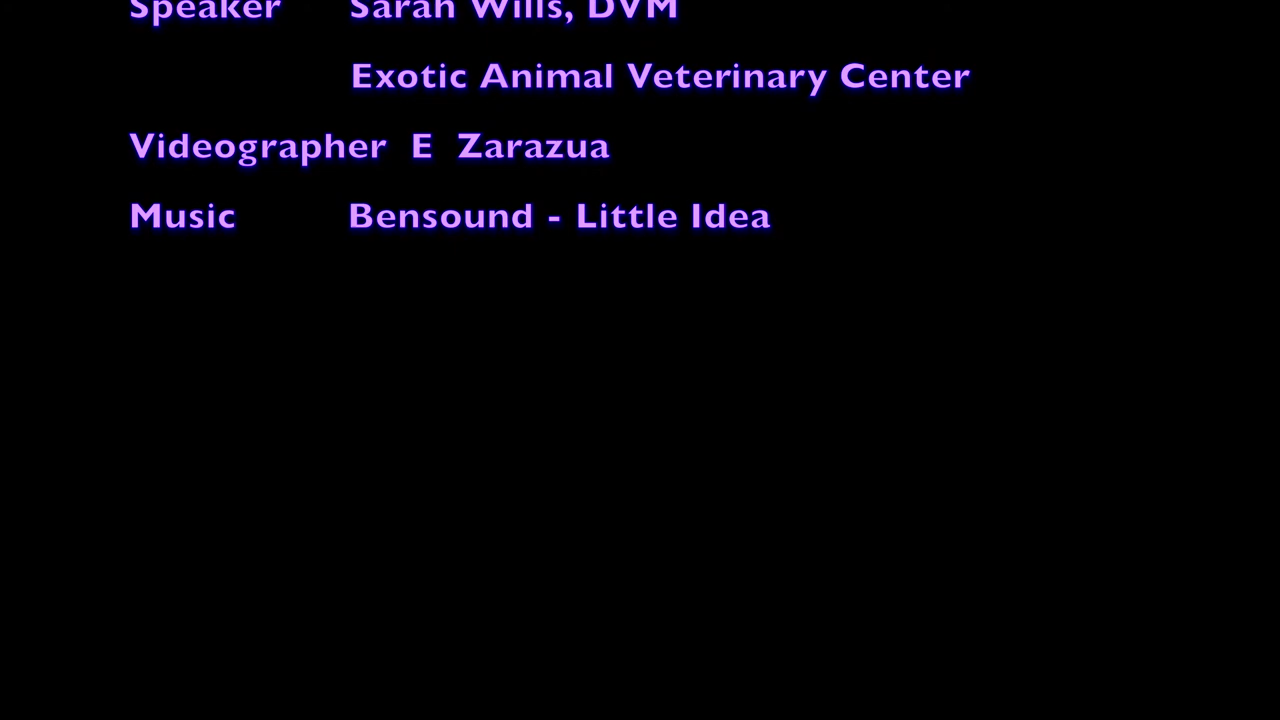 Speaker Sarah Wills, DVM
Exotic Animal Veterinary Center
Videographer E Zarazua
Music Bensound - Little Idea